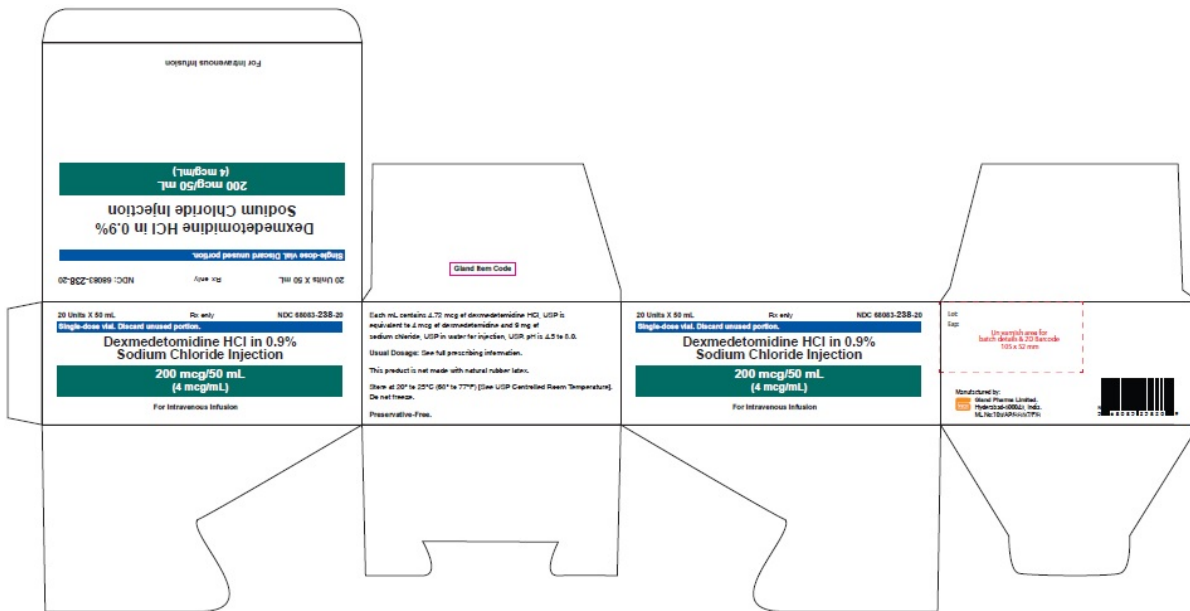 For Intravenous Infusion
200 mcg/50 mL
(4 mcg/mL)
Dexmedetomidine HCl in 0.9%
Sodium Chloride Injection
Single-dose vial. Discard unused portion.
20 Units X 50 mL Rx only NDC: 68083-238-20
Gland Item Code
20 Units X 50 mL Rx only NDC 68083-238-20
Single-dose vial. Discard unused portion.
Dexmedetomidine HCl in 0.9%
Sodium Chloride Injection
200 mcg/50 mL
(4 mcg/mL)
For Intravenous Infusion
Each mL contains 4.72 mcg of dexmedetomidine HCl, USP is
equivalent to 4 mcg of dexmedetomidine and 9 mg of
sodium chloride, USP in water for injection, USP. pH is 4.5 to 8.0.
Usual Dosage: See full prescribing information.
This product is not made with natural rubber latex.
Store at 20° to 25°C (68° to 77°F) [See USP Controlled Room Temperature].
Do not freeze.
Preservative-Free.
20 Units X 50 mL Rx only NDC 68083-238-20
Single-dose vial. Discard unused portion.
Dexmedetomidine HCl in 0.9%
Sodium Chloride Injection
200 mcg/50 mL
(4 mcg/mL)
For Intravenous Infusion
Lot:
Exp:
Un varnish area for
batch details & 2D Barcode
105 x 52 mm
Manufactured by:
Gland Pharma Limited.
India.